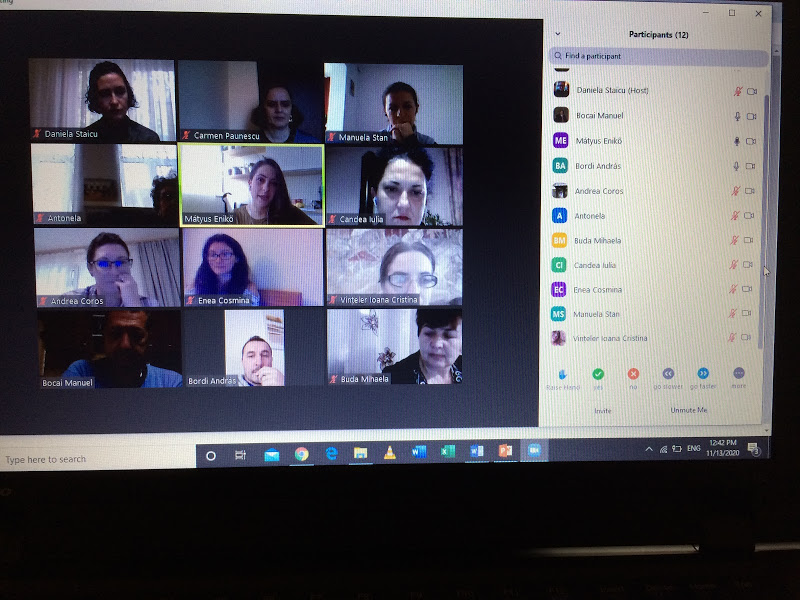 Participants (12)
Find a participant
Daniela Staicu
Carmen Paunescu
Manuela Stan
Antonela
Mátyus Enikő
Candea Iulia
Andrea Coros
Enea Cosmina
Vinteler Ioana Cristina
Bocai Manuel
Bordi András
Buda Mihaela
Daniela Staicu (Host)
Bocai Manuel
ME Mátyus Enikő
BA Bordi András
Andrea Coros
A Antonela
BM Buda Mihaela
CI Candea Iulia
EC Enea Cosmina
MS Manuela Stan
Vinteler Ioana Cristina
Raise Hand yes no go slower go faster more
Invite Unmute Me
Type here to search
ENG
12:42 PM
11/13/2020
3